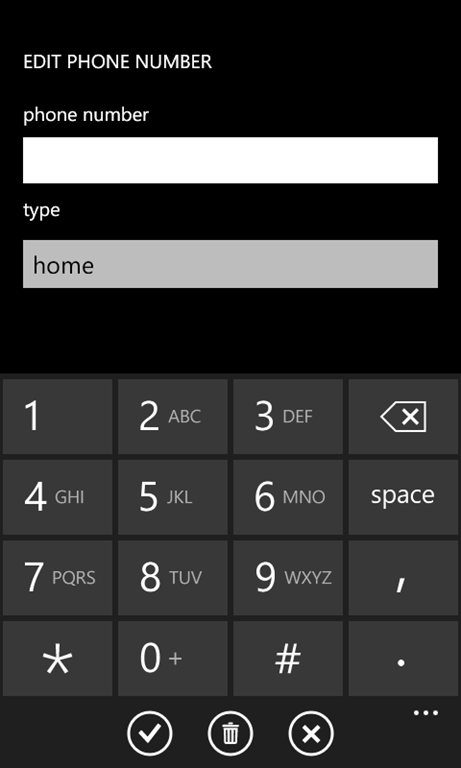 EDIT PHONE NUMBER
phone number
type
home
1 2 ABC 3 DEF
4 GHI 5 JKL 6 MNO space
7 PQRS 8 TUV 9 WXYZ ,
* 0 + # .
...